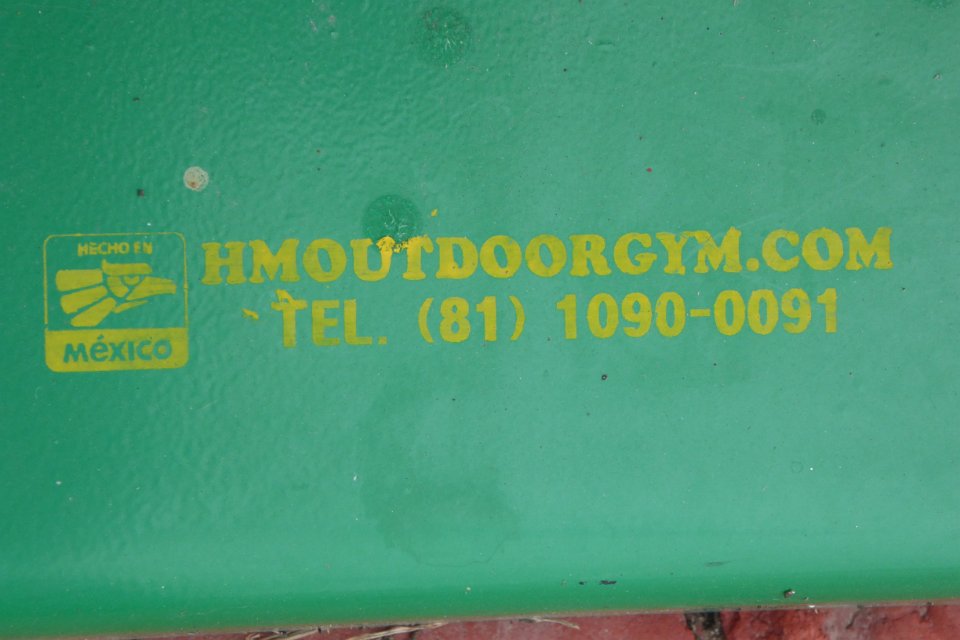 HECHO EN
MéXICO
HMOUTDOORGYM.COM
TEL. (81) 1090-0091